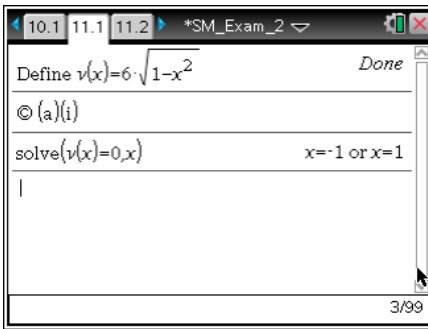 10.1 11.1 11.2 *SM_Exam_2
Define v(x)=6·√(1-x²) Done
© (a)(i)
solve(v(x)=0,x) x=-1 or x=1
3/99